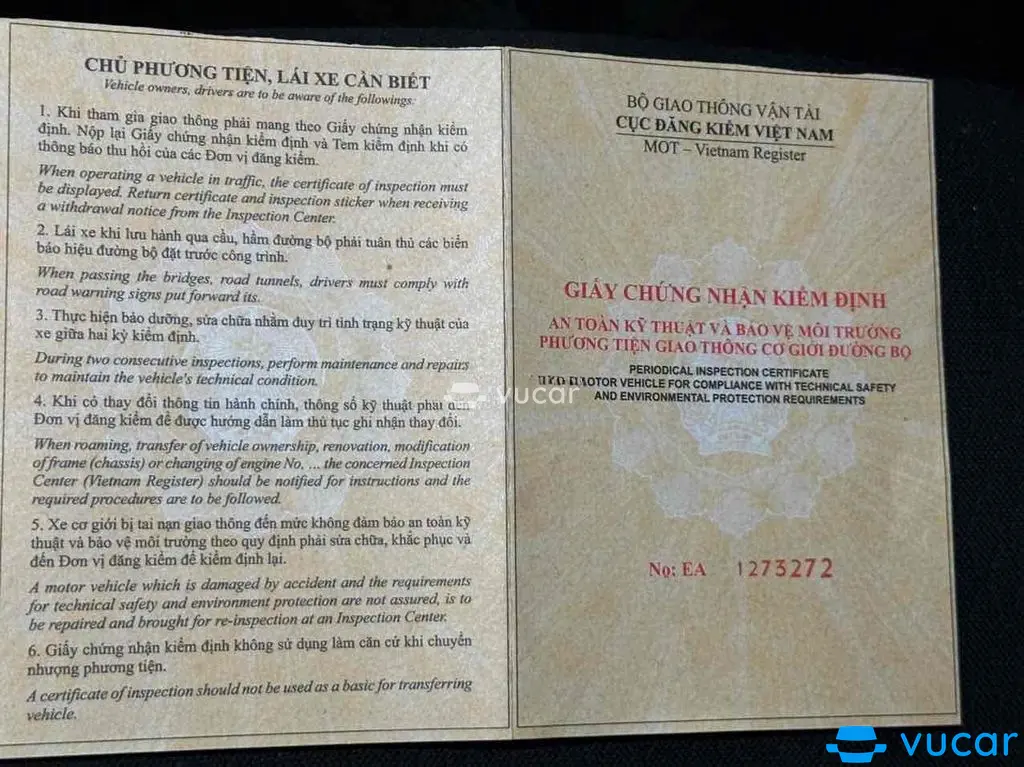 CHỦ PHƯƠNG TIỆN, LÁI XE CẦN BIẾT
Vehicle owners, drivers are to be aware of the followings:
1. Khi tham gia giao thông phải mang theo Giấy chứng nhận kiểm
định. Nộp lại Giấy chứng nhận kiểm định và Tem kiểm định khi có
thông báo thu hồi của các Đơn vị đăng kiểm.
When operating a vehicle in traffic, the certificate of inspection must
be displayed. Return certificate and inspection sticker when receiving
a withdrawal notice from the Inspection Center.
2. Lái xe khi lưu hành qua cầu, hầm đường bộ phải tuân thủ các biển
báo hiệu đường bộ đặt trước công trình.
When passing the bridges, road tunnels, drivers must comply with
road warning signs put forward its.
3. Thực hiện bảo dưỡng, sửa chữa nhằm duy trì tình trạng kỹ thuật của
xe giữa hai kỳ kiểm định.
During two consecutive inspections, perform maintenance and repairs
to maintain the vehicle's technical condition.
4. Khi có thay đổi thông tin hành chính, thông số kỹ thuật phải đến
Đơn vị đăng kiểm để được hướng dẫn làm thủ tục ghi nhận thay đổi.
When roaming, transfer of vehicle ownership, renovation, modification
of frame (chassis) or changing of engine No, ... the concerned Inspection
Center (Vietnam Register) should be notified for instructions and the
required procedures are to be followed.
5. Xe cơ giới bị tai nạn giao thông đến mức không đảm bảo an toàn kỹ
thuật và bảo vệ môi trường theo quy định phải sửa chữa, khắc phục và
đến Đơn vị đăng kiểm để kiểm định lại.
A motor vehicle which is damaged by accident and the requirements
for technical safety and environment protection are not assured, is to
be repaired and brought for re-inspection at an Inspection Center.
6. Giấy chứng nhận kiểm định không sử dụng làm căn cứ khi chuyển
nhượng phương tiện.
A certificate of inspection should not be used as a basic for transferring
vehicle.
BỘ GIAO THÔNG VẬN TẢI
CỤC ĐĂNG KIỂM VIỆT NAM
MOT – Vietnam Register
GIẤY CHỨNG NHẬN KIỂM ĐỊNH
AN TOÀN KỸ THUẬT VÀ BẢO VỆ MÔI TRƯỜNG
PHƯƠNG TIỆN GIAO THÔNG CƠ GIỚI ĐƯỜNG BỘ
PERIODICAL INSPECTION CERTIFICATE
VEHICLE FOR COMPLIANCE WITH TECHNICAL SAFETY
AND ENVIRONMENTAL PROTECTION REQUIREMENTS
No: EA 1273272
vucar
vucar